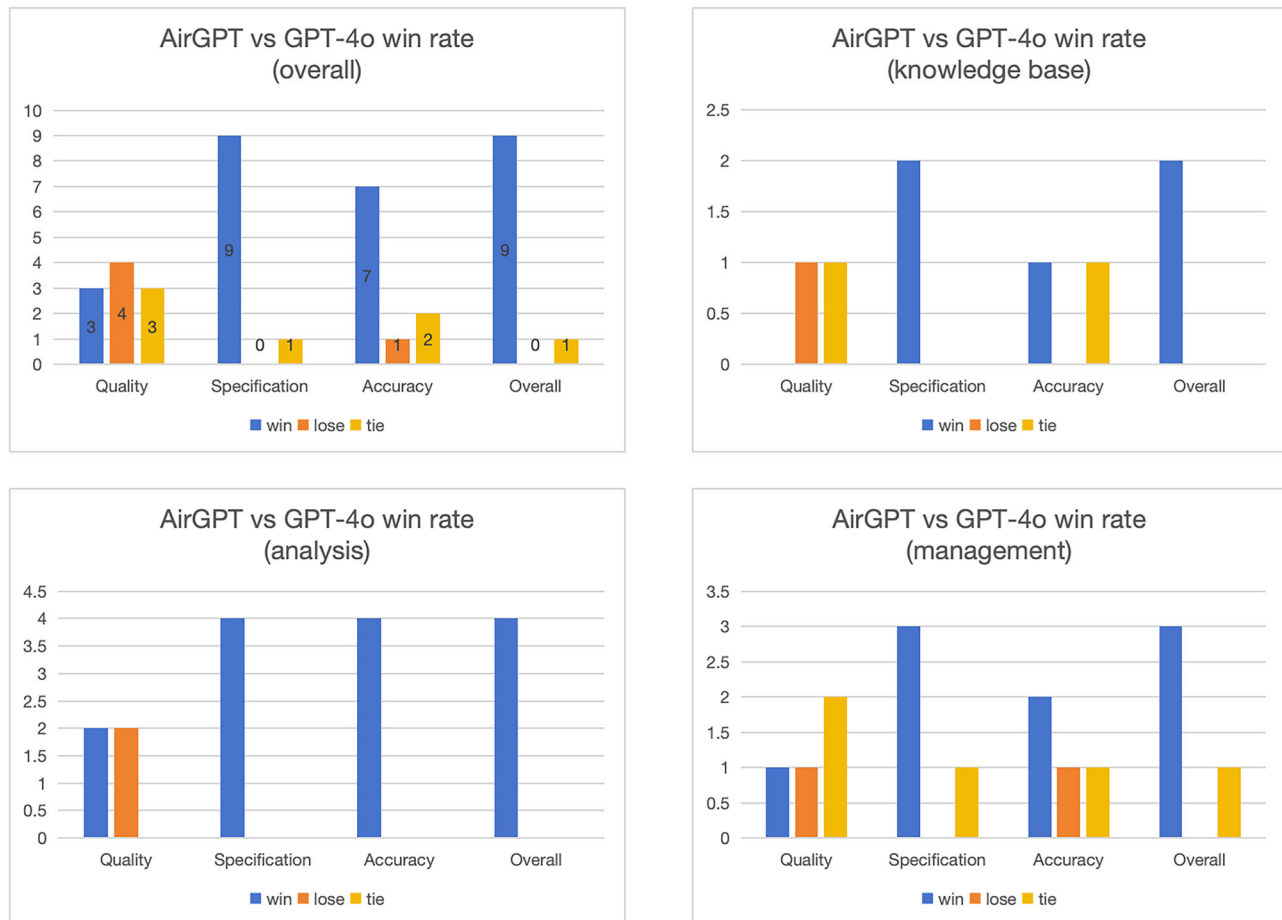 AirGPT vs GPT-4o win rate
(overall)
10
9
8
7
6
5
4
3
2
1
0
3
4
3
9
0
1
7
1
2
9
0
1
Quality
Specification
Accuracy
Overall
win
lose
tie
AirGPT vs GPT-4o win rate
(knowledge base)
2.5
2
1.5
1
0.5
0
Quality
Specification
Accuracy
Overall
win
lose
tie
AirGPT vs GPT-4o win rate
(analysis)
4.5
4
3.5
3
2.5
2
1.5
1
0.5
0
Quality
Specification
Accuracy
Overall
win
lose
tie
AirGPT vs GPT-4o win rate
(management)
3.5
3
2.5
2
1.5
1
0.5
0
Quality
Specification
Accuracy
Overall
win
lose
tie